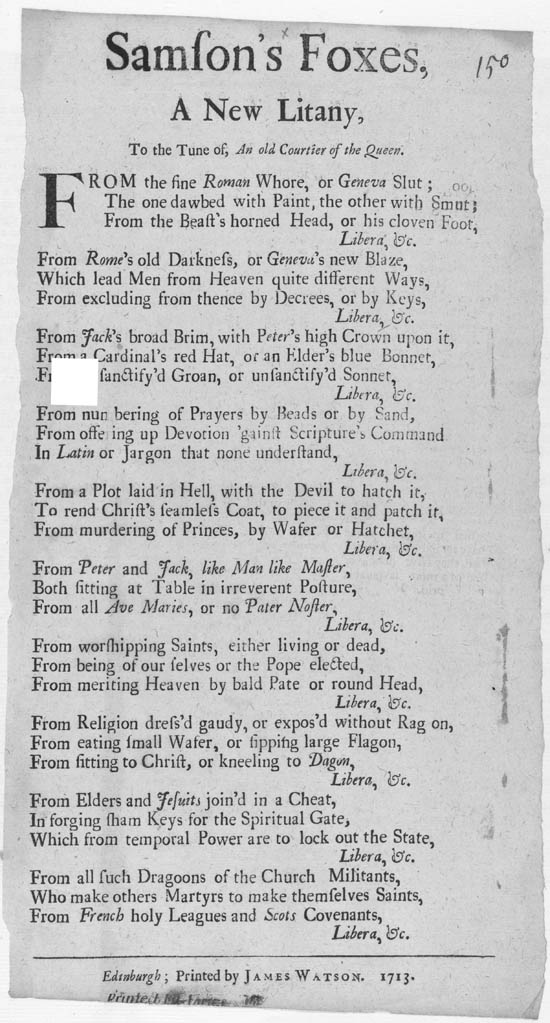 Samſon's Foxes,
150
A New Litany,
To the Tune of, An old Courtier of the Queen.
FROM the fine Roman Whore, or Geneva Slut;
The one dawbed with Paint, the other with Smut;
From the Beaſt's horned Head, or his cloven Foot,
Libera, &c.
From Rome's old Darkneſs, or Geneva's new Blaze,
Which lead Men from Heaven quite different Ways,
From excluding from thence by Decrees, or by Keys,
Libera, &c.
From Jack's broad Brim, with Peter's high Crown upon it,
From a Cardinal's red Hat, or an Elder's blue Bonnet,
ſanctify'd Groan, or unſanctify'd Sonnet,
Libera, &c.
From numbering of Prayers by Beads or by Sand,
From offering up Devotion 'gainſt Scripture's Command
In Latin or Jargon that none underſtand,
Libera, &c.
From a Plot laid in Hell, with the Devil to hatch it,
To rend Chriſt's ſeamleſs Coat, to piece it and patch it,
From murdering of Princes, by Wafer or Hatchet,
Libera, &c.
From Peter and Jack, like Man like Maſter,
Both ſitting at Table in irreverent Poſture,
From all Ave Maries, or no Pater Noſter,
Libera, &c.
From worſhipping Saints, either living or dead,
From being of our ſelves or the Pope elected,
From meriting Heaven by bald Pate or round Head,
Libera, &c.
From Religion dreſs'd gaudy, or expos'd without Rag on,
From eating ſmall Wafer, or ſipping large Flagon,
From ſitting to Chriſt, or kneeling to Dagon,
Libera, &c.
From Elders and Jeſuits join'd in a Cheat,
In forging ſham Keys for the Spiritual Gate,
Which from temporal Power are to lock out the State,
Libera, &c.
From all ſuch Dragoons of the Church Militants,
Who make others Martyrs to make themſelves Saints,
From French holy Leagues and Scots Covenants,
Libera, &c.
Edinburgh; Printed by JAMES WATSON. 1713.